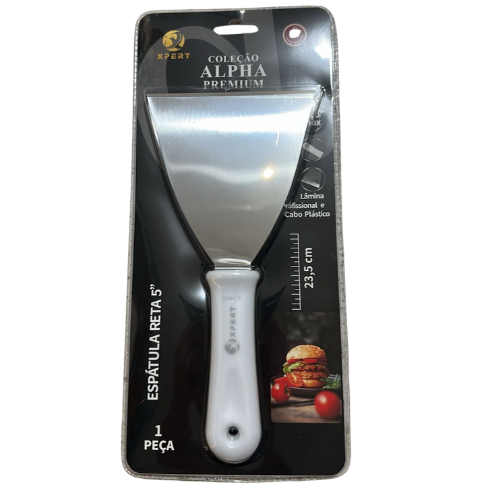 XPERT
COLEÇÃO
ALPHA
PREMIUM
Lâmina
Profissional e
Cabo Plástico
23,5 cm
XPERT
ESPÁTULA RETA 5"
1
PEÇA